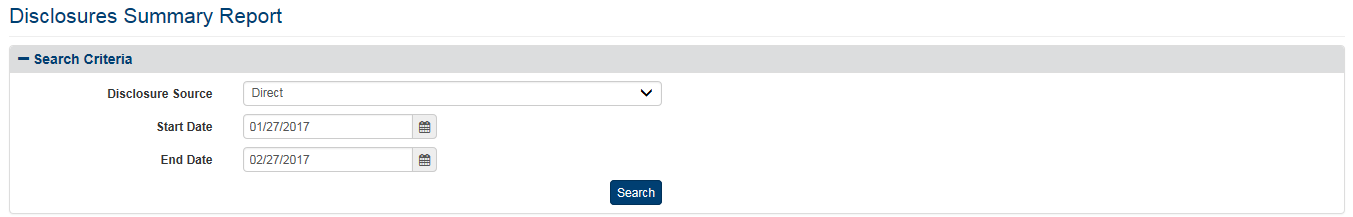 Disclosures Summary Report
Search Criteria
Disclosure Source Direct
Start Date 01/27/2017
End Date 02/27/2017
Search